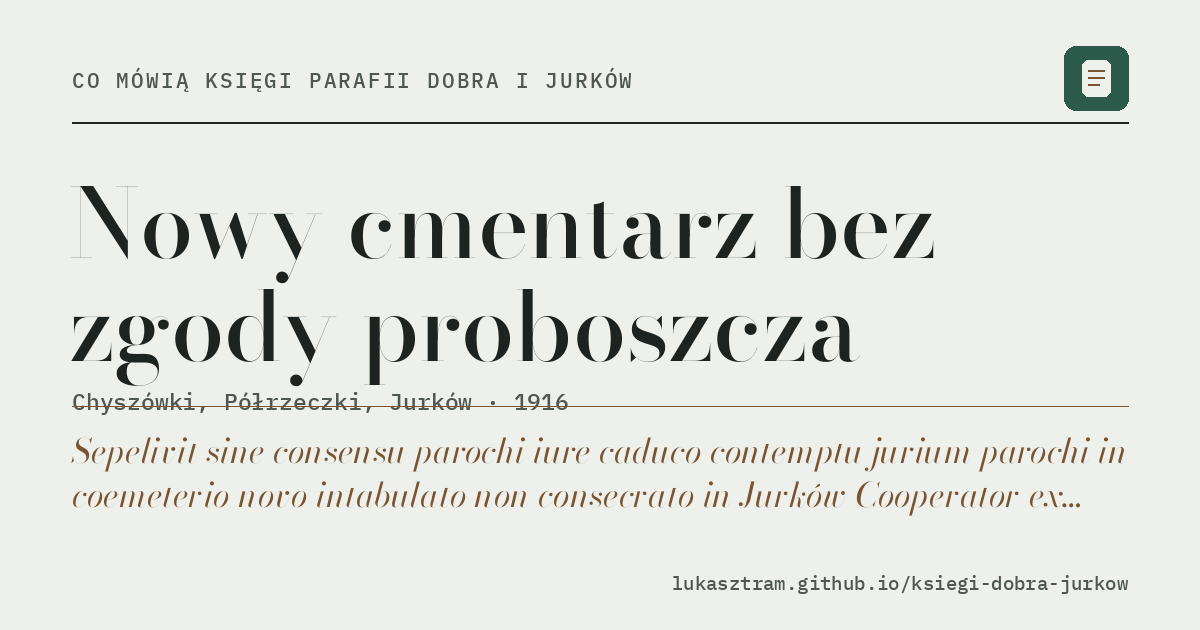 CO MÓWIĄ KSIĘGI PARAFII DOBRA I JURKÓW
Nowy cmentarz bez
zgody proboszcza
Chyszówki, Półrzeczki, Jurków · 1916
Sepelivit sine consensu parochi iure caduco contemptu jurium parochi in
coemeterio novo intabulato non consecrato in Jurków Cooperator ex…
lukasztram.github.io/ksiegi-dobra-jurkow